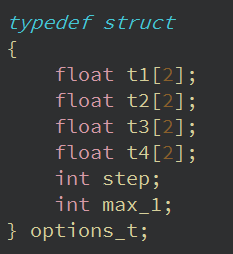 typedef struct
{
    float t1[2];
    float t2[2];
    float t3[2];
    float t4[2];
    int step;
    int max_1;
} options_t;